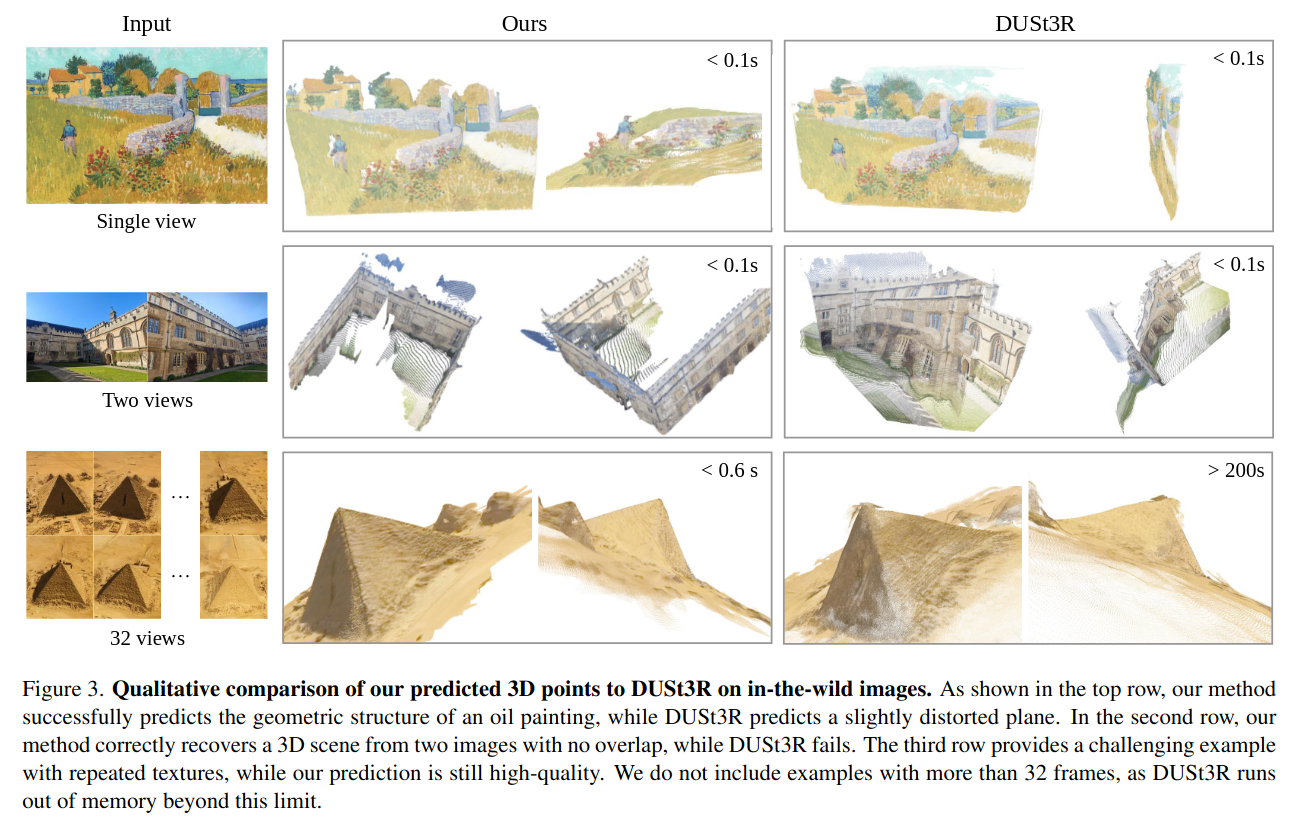 Input
Ours
DUSt3R
< 0.1s
< 0.1s
Single view
< 0.1s
< 0.1s
Two views
< 0.6 s
> 200s
...
...
32 views
Figure 3. Qualitative comparison of our predicted 3D points to DUSt3R on in-the-wild images. As shown in the top row, our method
successfully predicts the geometric structure of an oil painting, while DUSt3R predicts a slightly distorted plane. In the second row, our
method correctly recovers a 3D scene from two images with no overlap, while DUSt3R fails. The third row provides a challenging example
with repeated textures, while our prediction is still high-quality. We do not include examples with more than 32 frames, as DUSt3R runs
out of memory beyond this limit.